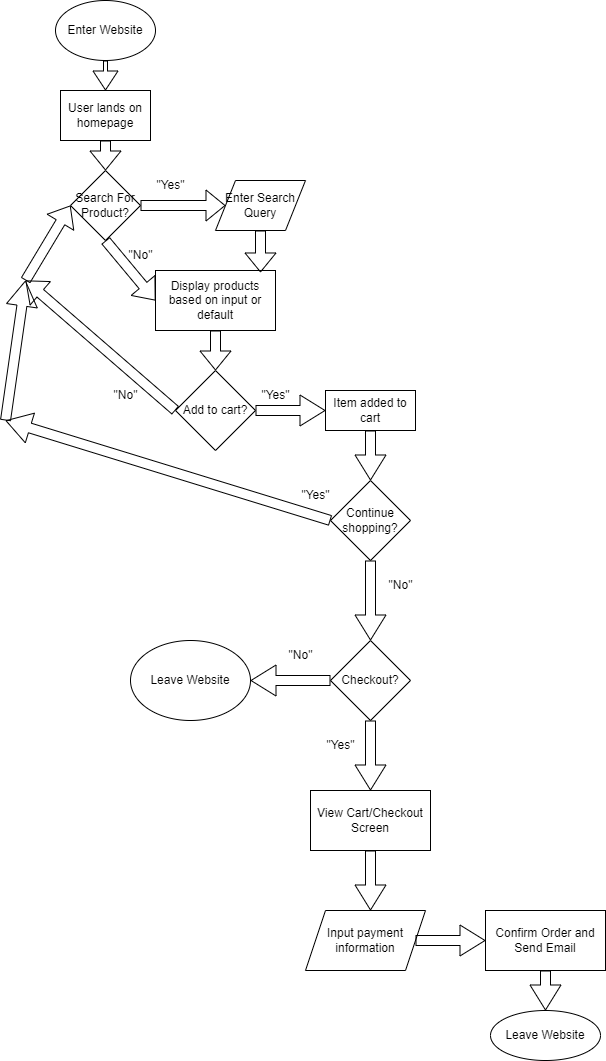 Enter Website
User lands on
homepage
Search For
Product?
"Yes"
Enter Search
Query
"No"
Display products
based on input or
default
"No"
Add to cart?
"Yes"
Item added to
cart
"Yes"
Continue
shopping?
"No"
"No"
Leave Website
Checkout?
"Yes"
View Cart/Checkout
Screen
Input payment
information
Confirm Order and
Send Email
Leave Website